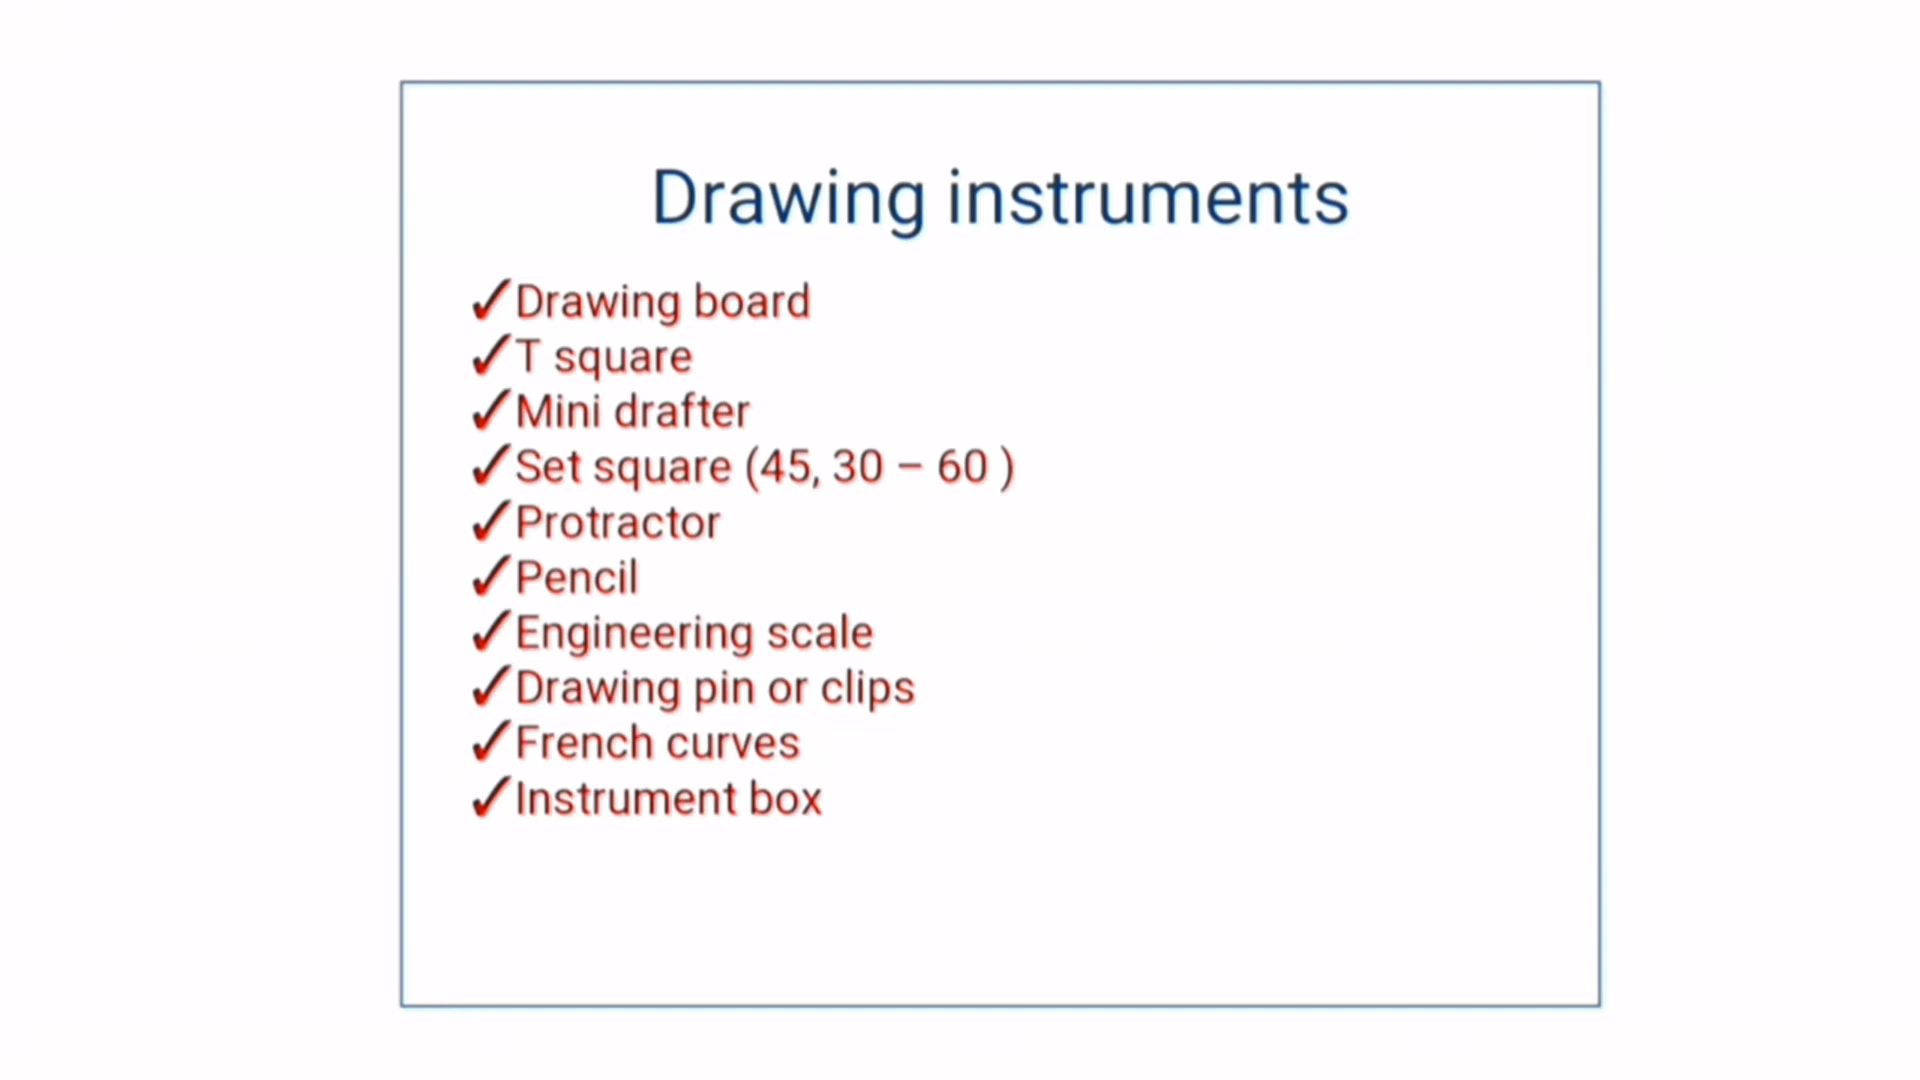 Drawing instruments
✓Drawing board
✓T square
✓Mini drafter
✓Set square (45, 30 – 60 )
✓Protractor
✓Pencil
✓Engineering scale
✓Drawing pin or clips
✓French curves
✓Instrument box